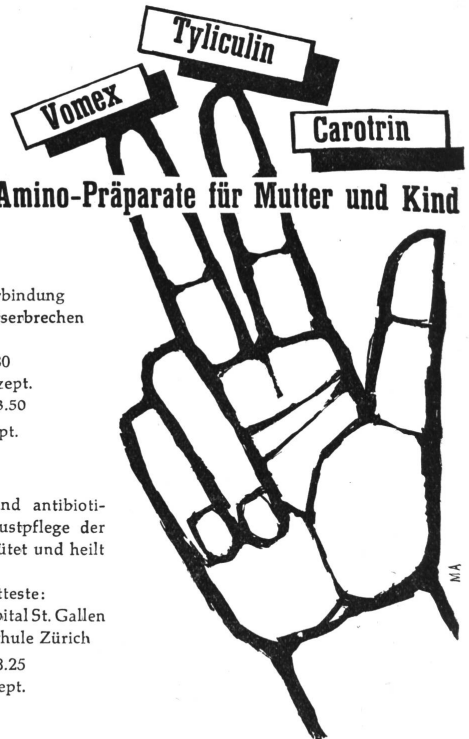 Tyliculin
Vomex
Carotrin
Amino-Präparate für Mutter und Kind
rbindung
serbrechen
80
zept.
3.50
pt.
nd antibioti-
ustpflege der
ütet und heilt
tteste:
pital St. Gallen
hule Zürich
3.25
ept.
MA